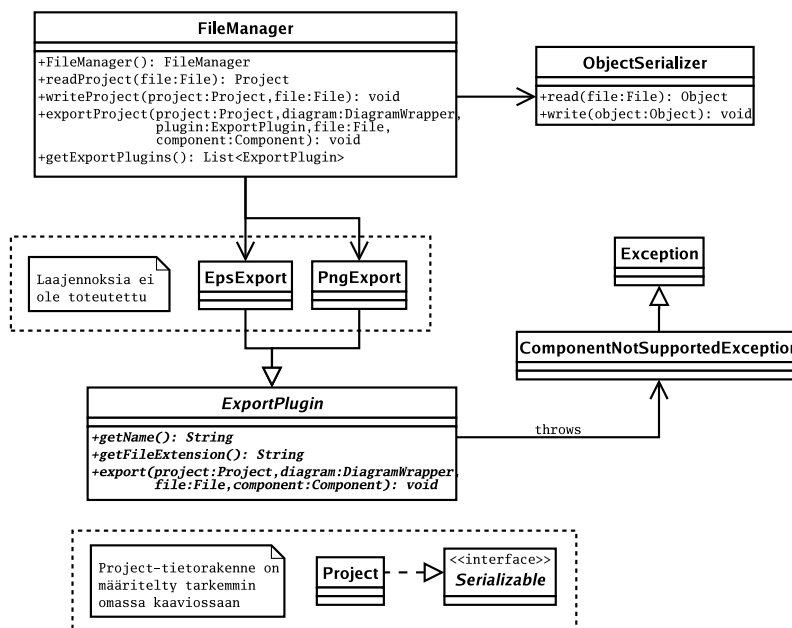 FileManager
+FileManager(): FileManager
+readProject(file:File): Project
+writeProject(project:Project,file:File): void
+exportProject(project:Project,diagram:DiagramWrapper,
plugin:ExportPlugin,file:File,
component:Component): void
+getExportPlugins(): List<ExportPlugin>
ObjectSerializer
+read(file:File): Object
+write(object:Object): void
Laajennoksia ei
ole toteutettu
EpsExport
PngExport
Exception
ComponentNotSupportedException
ExportPlugin
+getName(): String
+getFileExtension(): String
+export(project:Project,diagram:DiagramWrapper,
file:File,component:Component): void
throws
Project-tietorakenne on
määritelty tarkemmin
omassa kaaviossaan
Project
<<interface>>
Serializable